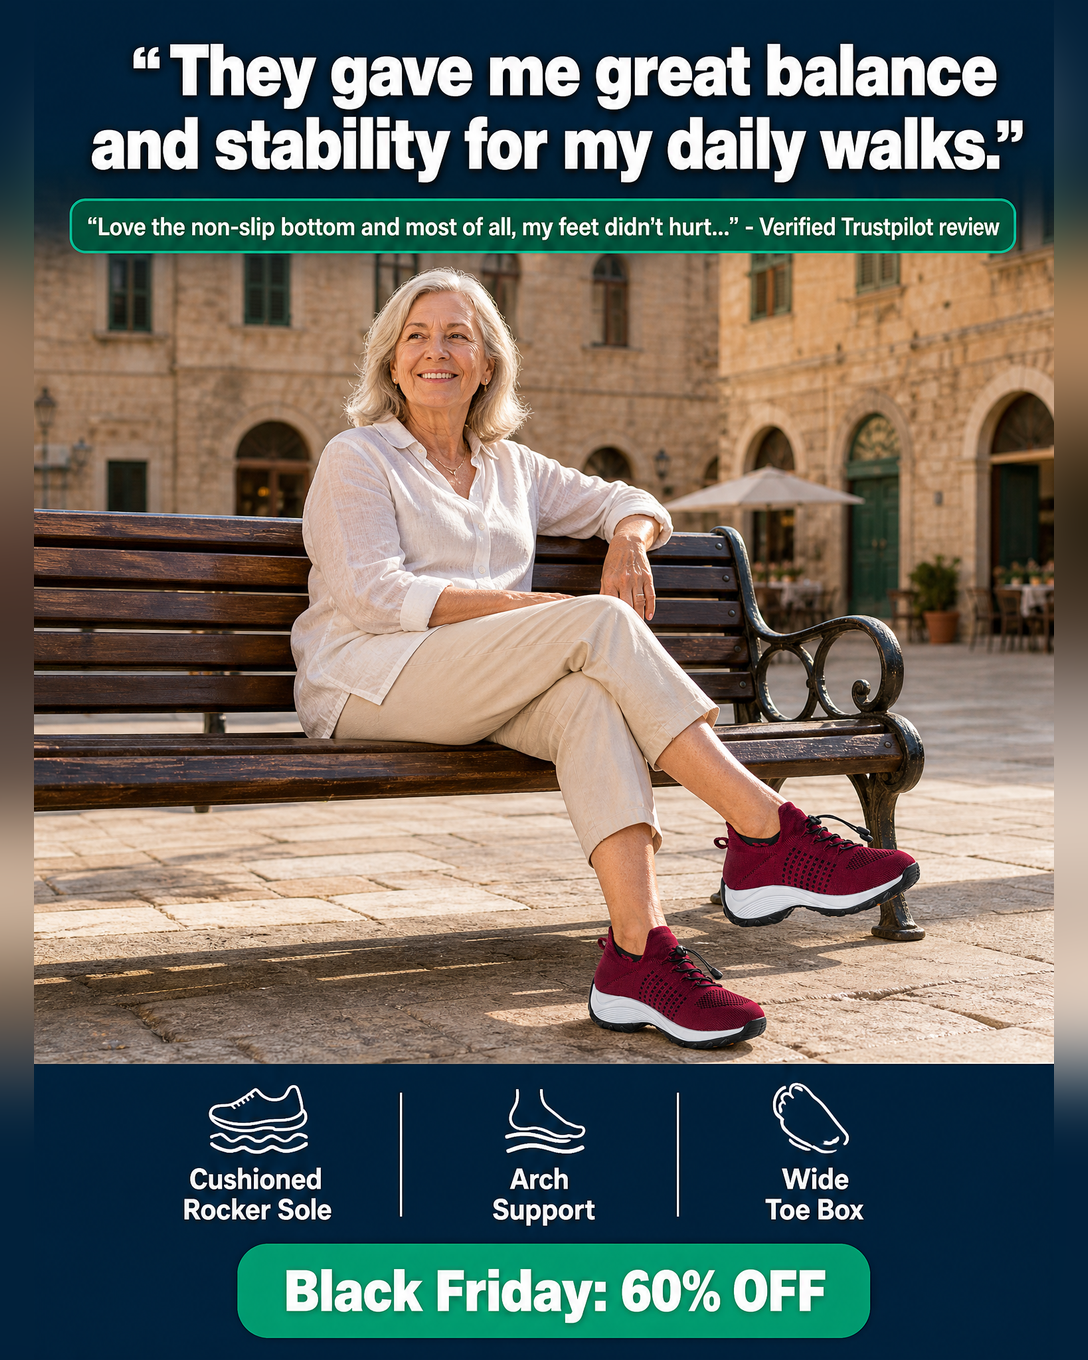 “ They gave me great balance
and stability for my daily walks.”
“Love the non-slip bottom and most of all, my feet didn’t hurt...” - Verified Trustpilot review
Cushioned
Rocker Sole
Arch
Support
Wide
Toe Box
Black Friday: 60% OFF